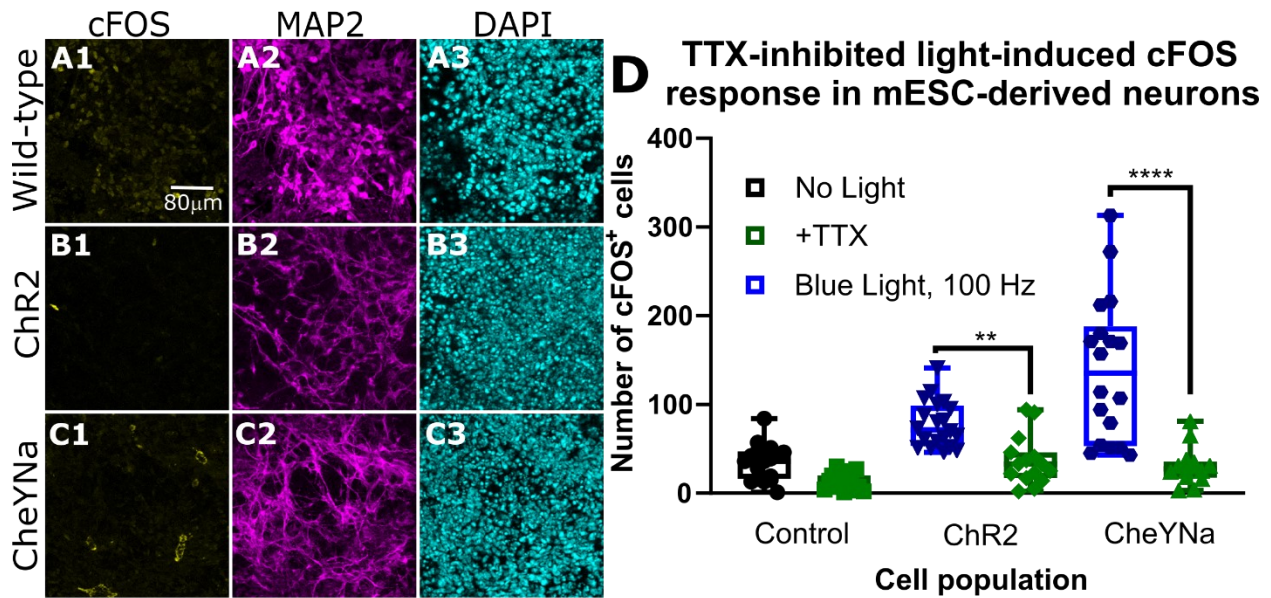 cFOS MAP2 DAPI
Wild-type
A1 A2 A3
80μm
ChR2
B1 B2 B3
CheYNa
C1 C2 C3
D
TTX-inhibited light-induced cFOS
response in mESC-derived neurons
Number of cFOS⁺ cells
400
300
200
100
0
No Light
+TTX
Blue Light, 100 Hz
**
****
Control ChR2 CheYNa
Cell population